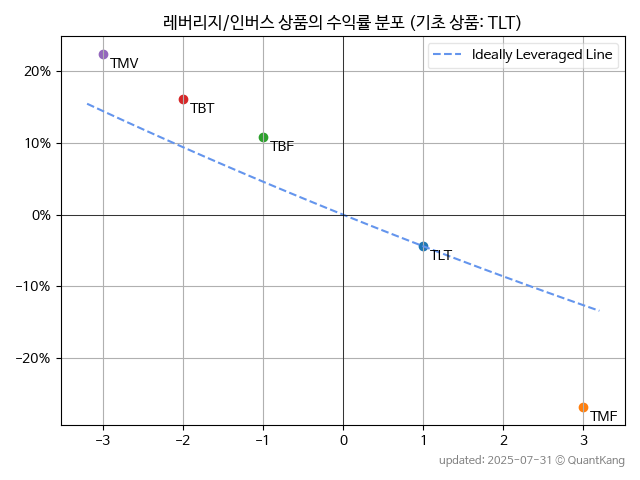 레버리지/인버스 상품의 수익률 분포 (기초 상품: TLT)
Ideally Leveraged Line
20%
10%
0%
−10%
−20%
TMV
TBT
TBF
TLT
TMF
−3 −2 −1 0 1 2 3
updated: 2025-07-31 © QuantKang